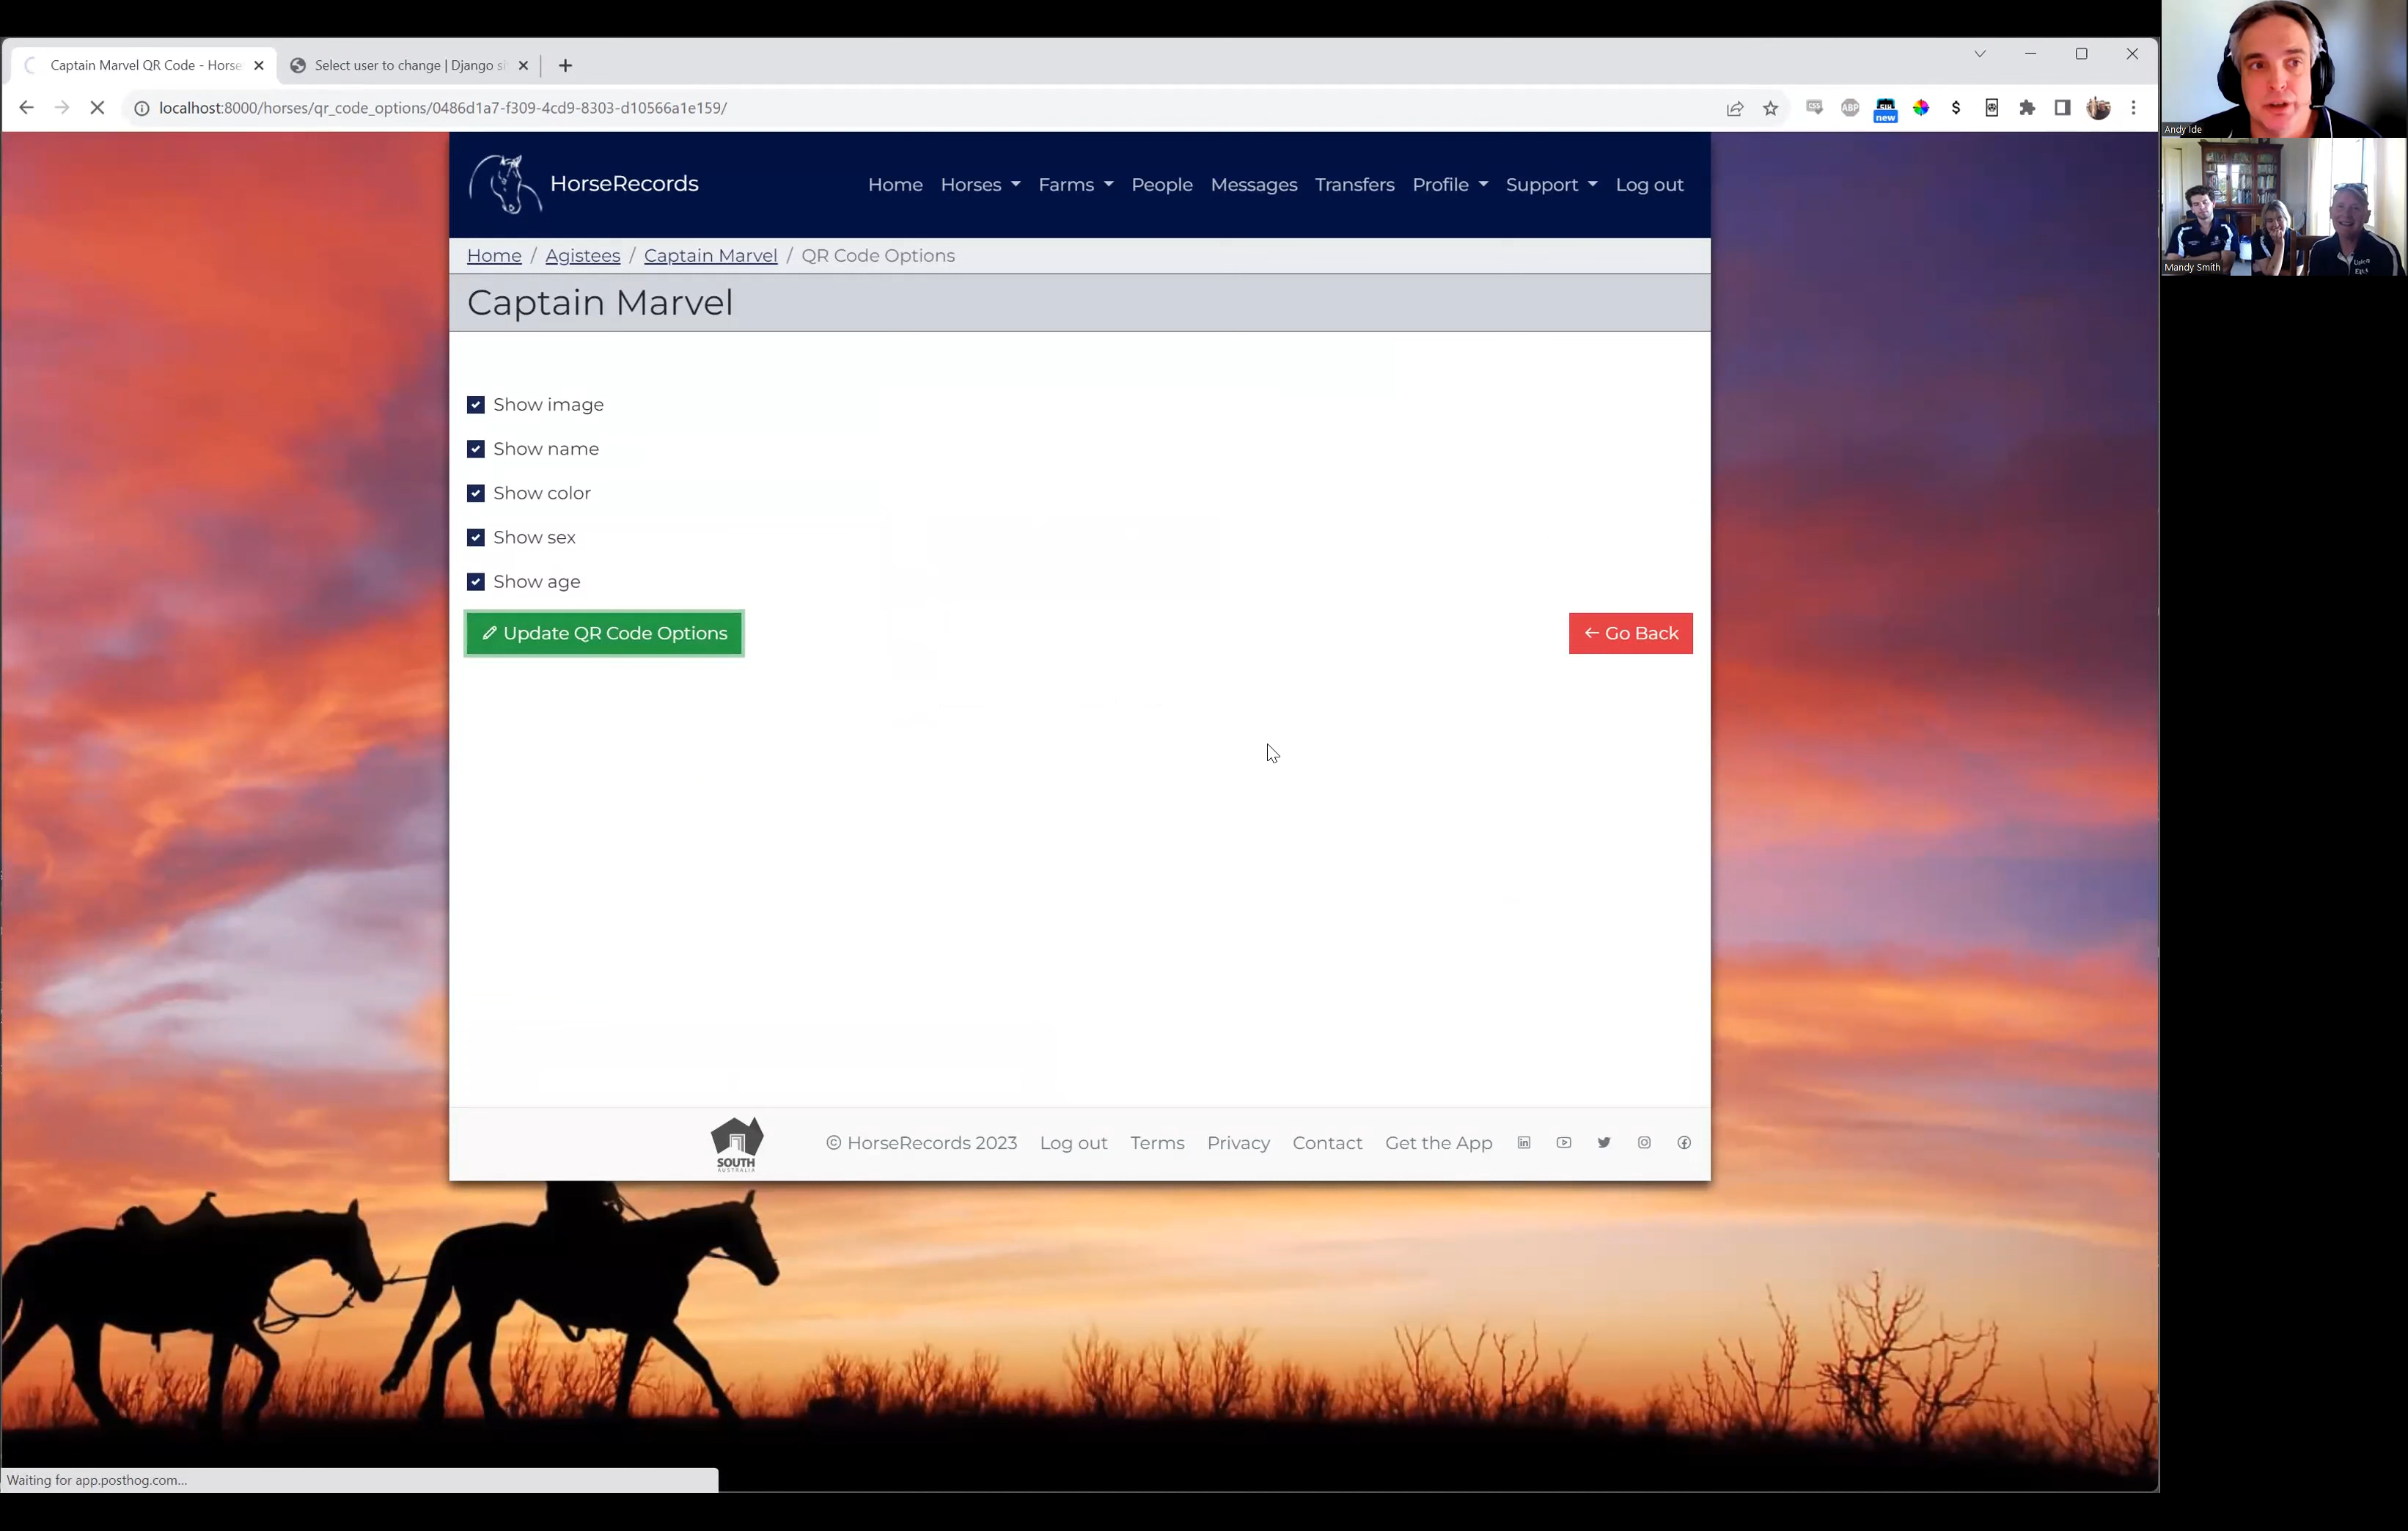 Captain Marvel QR Code - Horse
Select user to change | Django si
localhost:8000/horses/qr_code_options/0486d1a7-f309-4cd9-8303-d10566a1e159/
CSS
ABP
new
$
Andy Ide
Mandy Smith
HorseRecords
Home Horses Farms People Messages Transfers Profile Support Log out
Home / Agistees / Captain Marvel / QR Code Options
Captain Marvel
Show image
Show name
Show color
Show sex
Show age
Update QR Code Options
Go Back
SOUTH
AUSTRALIA
© HorseRecords 2023 Log out Terms Privacy Contact Get the App
Waiting for app.posthog.com...